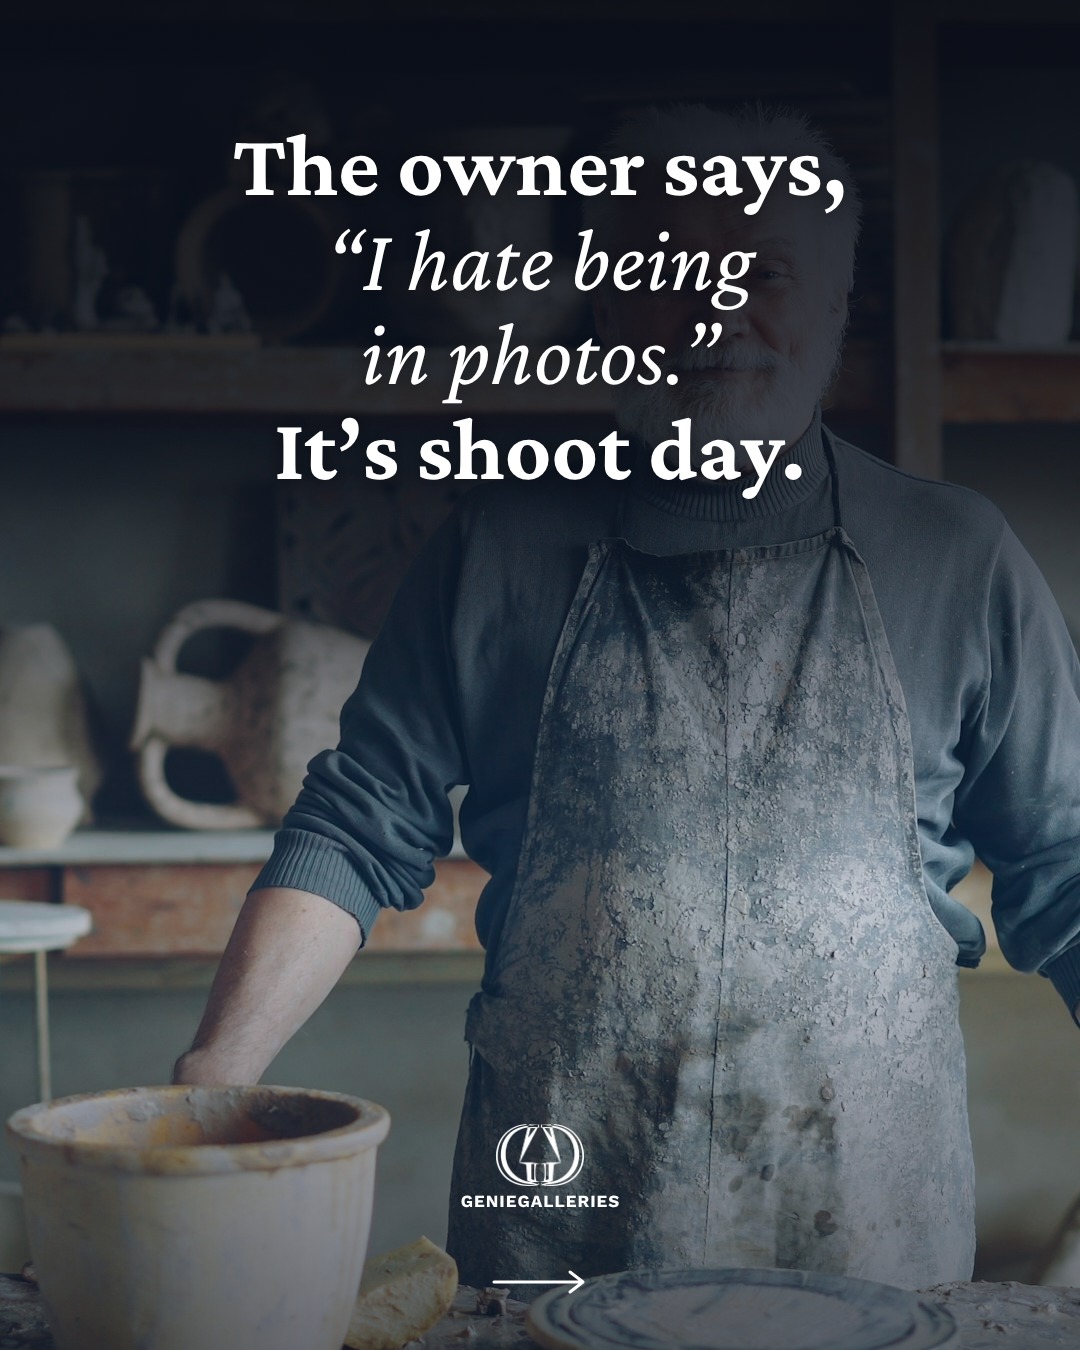 The owner says,
“I hate being
in photos.”
It’s shoot day.
GENIEGALLERIES